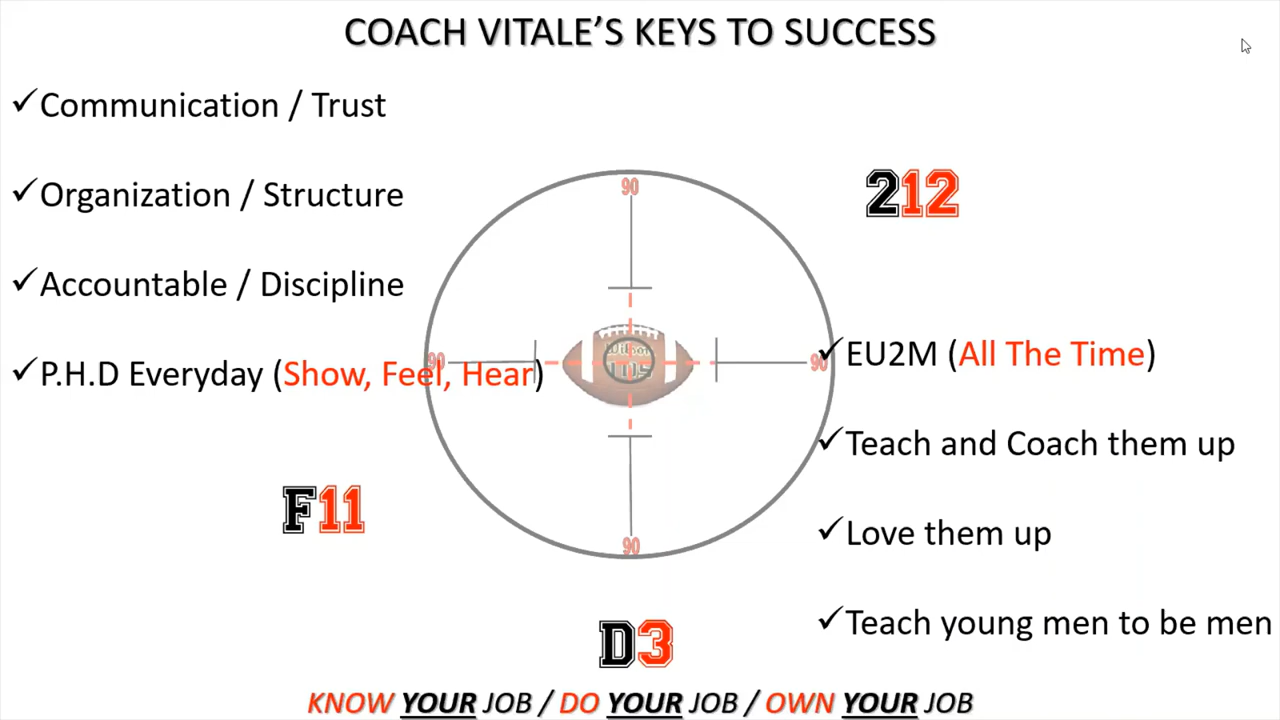 COACH VITALE’S KEYS TO SUCCESS
✓Communication / Trust
✓Organization / Structure
✓Accountable / Discipline
✓P.H.D Everyday (Show, Feel, Hear)
F11
90
90
90
90
Wilson
212
✓EU2M (All The Time)
✓Teach and Coach them up
✓Love them up
✓Teach young men to be men
D3
KNOW YOUR JOB / DO YOUR JOB / OWN YOUR JOB